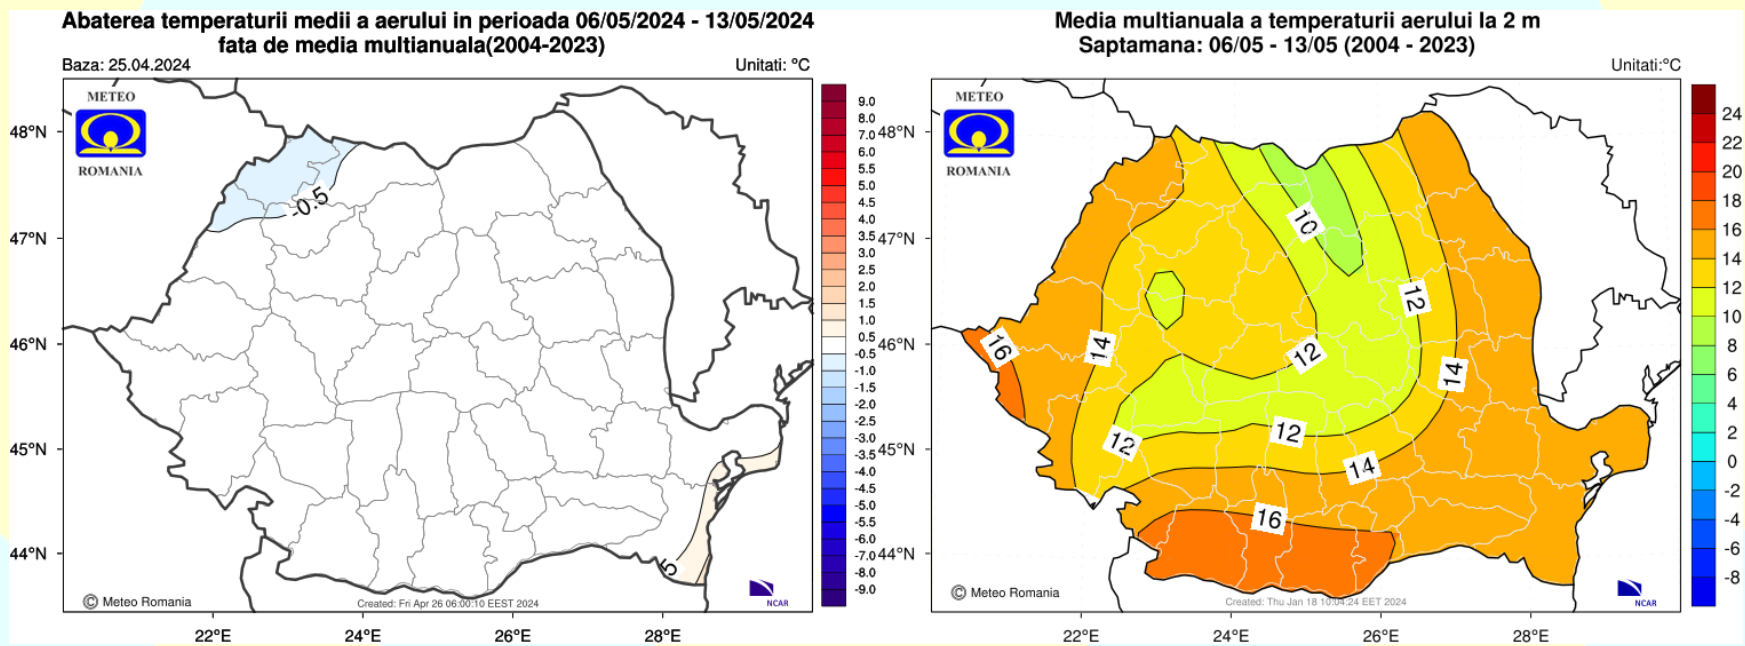 Abaterea temperaturii medii a aerului in perioada 06/05/2024 - 13/05/2024
fata de media multianuala(2004-2023)
Baza: 25.04.2024
Unitati: °C
METEO
ROMANIA
48°N
47°N
46°N
45°N
44°N
-0.5
5
© Meteo Romania
Created: Fri Apr 26 06:00:10 EEST 2024
NCAR
22°E
24°E
26°E
28°E
9.0
8.0
7.0
6.0
5.5
5.0
4.5
4.0
3.5
3.0
2.5
2.0
1.5
1.0
0.5
-0.5
-1.0
-1.5
-2.0
-2.5
-3.0
-3.5
-4.0
-4.5
-5.0
-5.5
-6.0
-7.0
-8.0
-9.0
Media multianuala a temperaturii aerului la 2 m
Saptamana: 06/05 - 13/05 (2004 - 2023)
Unitati:°C
METEO
ROMANIA
48°N
47°N
46°N
45°N
44°N
10
12
16
14
12
14
12
12
14
16
© Meteo Romania
Created: Thu Jan 18 10:04:24 EET 2024
NCAR
22°E
24°E
26°E
28°E
24
22
20
18
16
14
12
10
8
6
4
2
0
-2
-4
-6
-8